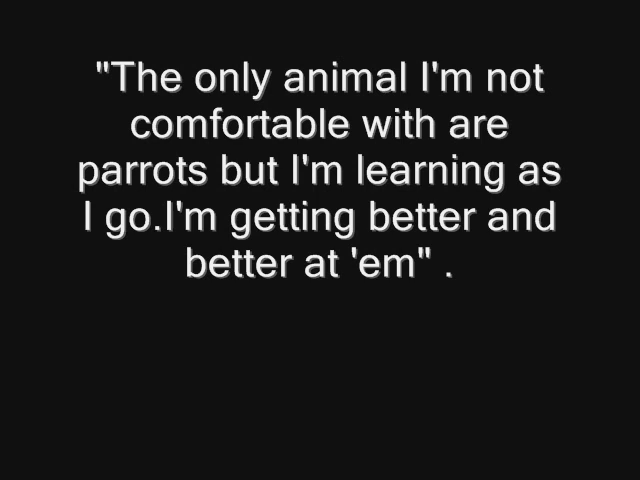 "The only animal I'm not
comfortable with are
parrots but I'm learning as
I go.I'm getting better and
better at 'em" .